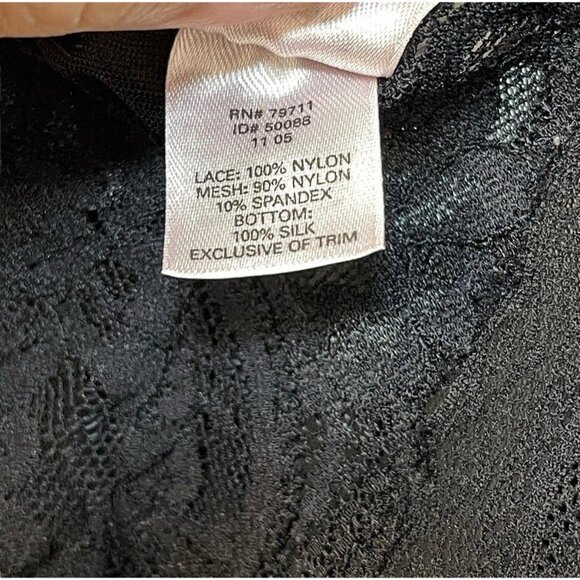 RN# 79711
ID# 50088
11 05
LACE: 100% NYLON
MESH: 90% NYLON
10% SPANDEX
BOTTOM:
100% SILK
EXCLUSIVE OF TRIM